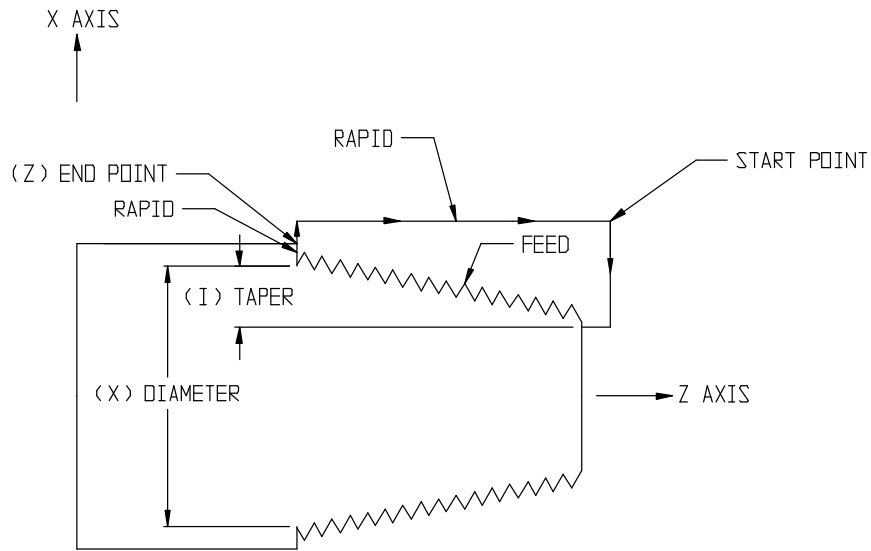 X AXIS
RAPID
START POINT
(Z) END POINT
RAPID
FEED
(I) TAPER
(X) DIAMETER
Z AXIS